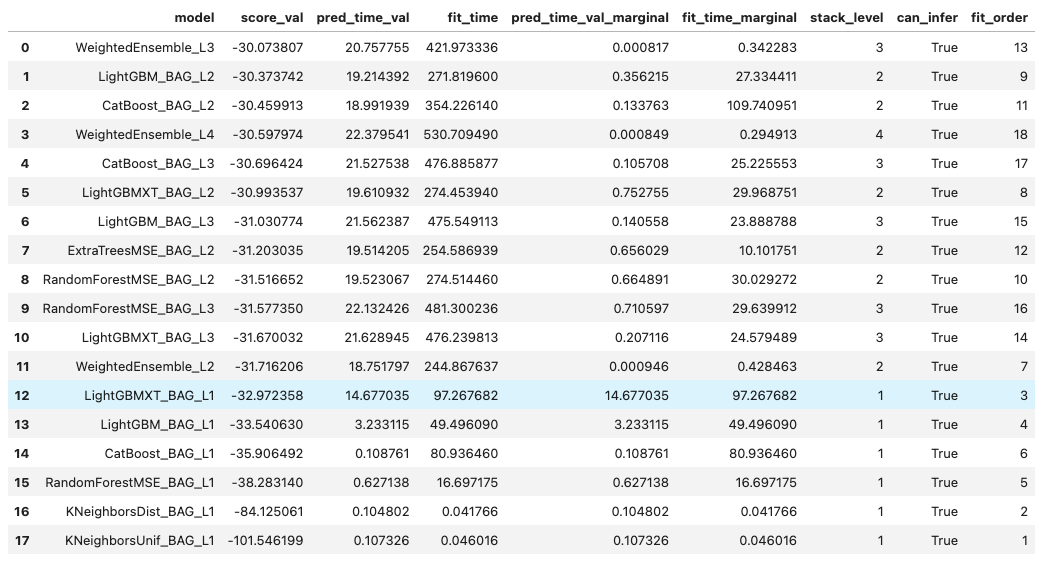 model score_val pred_time_val fit_time pred_time_val_marginal fit_time_marginal stack_level can_infer fit_order
0 WeightedEnsemble_L3 -30.073807 20.757755 421.973336 0.000817 0.342283 3 True 13
1 LightGBM_BAG_L2 -30.373742 19.214392 271.819600 0.356215 27.334411 2 True 9
2 CatBoost_BAG_L2 -30.459913 18.991939 354.226140 0.133763 109.740951 2 True 11
3 WeightedEnsemble_L4 -30.597974 22.379541 530.709490 0.000849 0.294913 4 True 18
4 CatBoost_BAG_L3 -30.696424 21.527538 476.885877 0.105708 25.225553 3 True 17
5 LightGBMXT_BAG_L2 -30.993537 19.610932 274.453940 0.752755 29.968751 2 True 8
6 LightGBM_BAG_L3 -31.030774 21.562387 475.549113 0.140558 23.888788 3 True 15
7 ExtraTreesMSE_BAG_L2 -31.203035 19.514205 254.586939 0.656029 10.101751 2 True 12
8 RandomForestMSE_BAG_L2 -31.516652 19.523067 274.514460 0.664891 30.029272 2 True 10
9 RandomForestMSE_BAG_L3 -31.577350 22.132426 481.300236 0.710597 29.639912 3 True 16
10 LightGBMXT_BAG_L3 -31.670032 21.628945 476.239813 0.207116 24.579489 3 True 14
11 WeightedEnsemble_L2 -31.716206 18.751797 244.867637 0.000946 0.428463 2 True 7
12 LightGBMXT_BAG_L1 -32.972358 14.677035 97.267682 14.677035 97.267682 1 True 3
13 LightGBM_BAG_L1 -33.540630 3.233115 49.496090 3.233115 49.496090 1 True 4
14 CatBoost_BAG_L1 -35.906492 0.108761 80.936460 0.108761 80.936460 1 True 6
15 RandomForestMSE_BAG_L1 -38.283140 0.627138 16.697175 0.627138 16.697175 1 True 5
16 KNeighborsDist_BAG_L1 -84.125061 0.104802 0.041766 0.104802 0.041766 1 True 2
17 KNeighborsUnif_BAG_L1 -101.546199 0.107326 0.046016 0.107326 0.046016 1 True 1